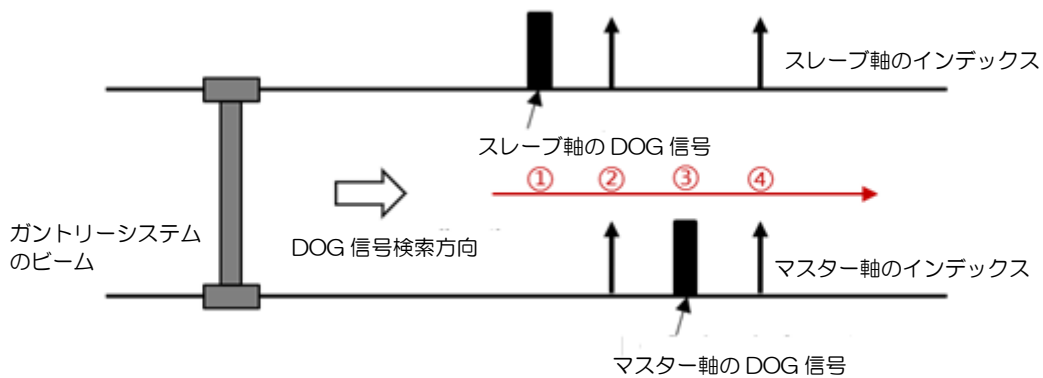 スレーブ軸のインデックス
スレーブ軸の DOG 信号
① ② ③ ④
ガントリーシステム
のビーム
DOG 信号検索方向
マスター軸のインデックス
マスター軸の DOG 信号